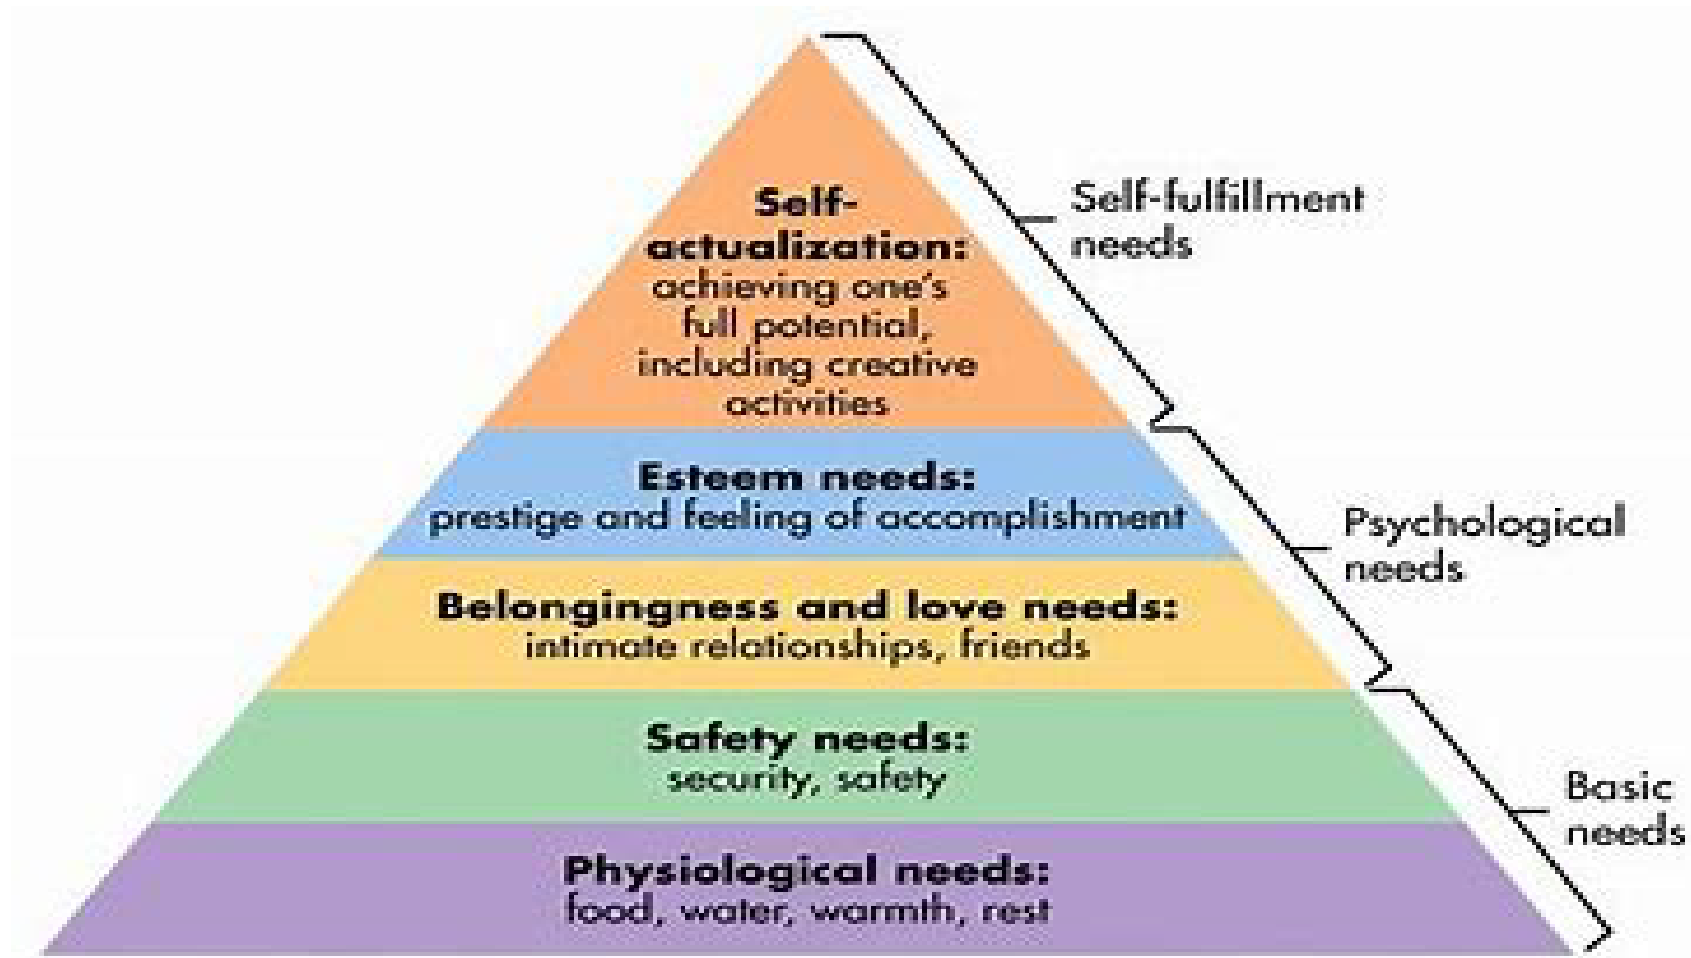 Self-
actualization:
achieving one's
full potential,
including creative
activities
Self-fulfillment
needs
Esteem needs:
prestige and feeling of accomplishment
Belongingness and love needs:
intimate relationships, friends
Psychological
needs
Safety needs:
security, safety
Physiological needs:
food, water, warmth, rest
Basic
needs